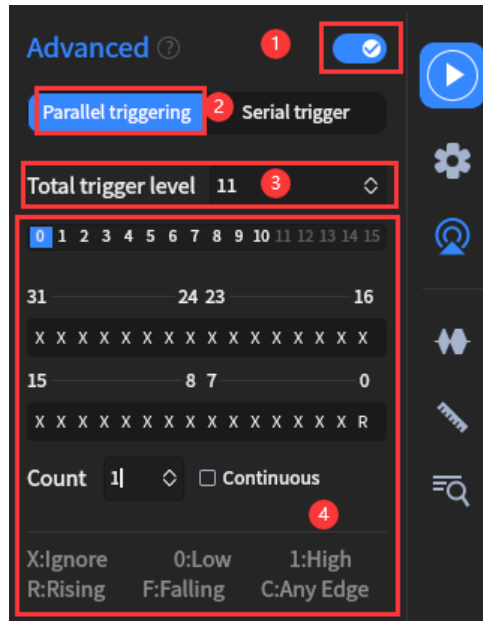 Advanced ? 1
Parallel triggering 2 Serial trigger
Total trigger level 11 3
0 1 2 3 4 5 6 7 8 9 10 11 12 13 14 15
31 24 23 16
X X X X X X X X X X X X X X X X
15 8 7 0
X X X X X X X X X X X X X X X R
Count 1 Continuous
4
X:Ignore 0:Low 1:High
R:Rising F:Falling C:Any Edge